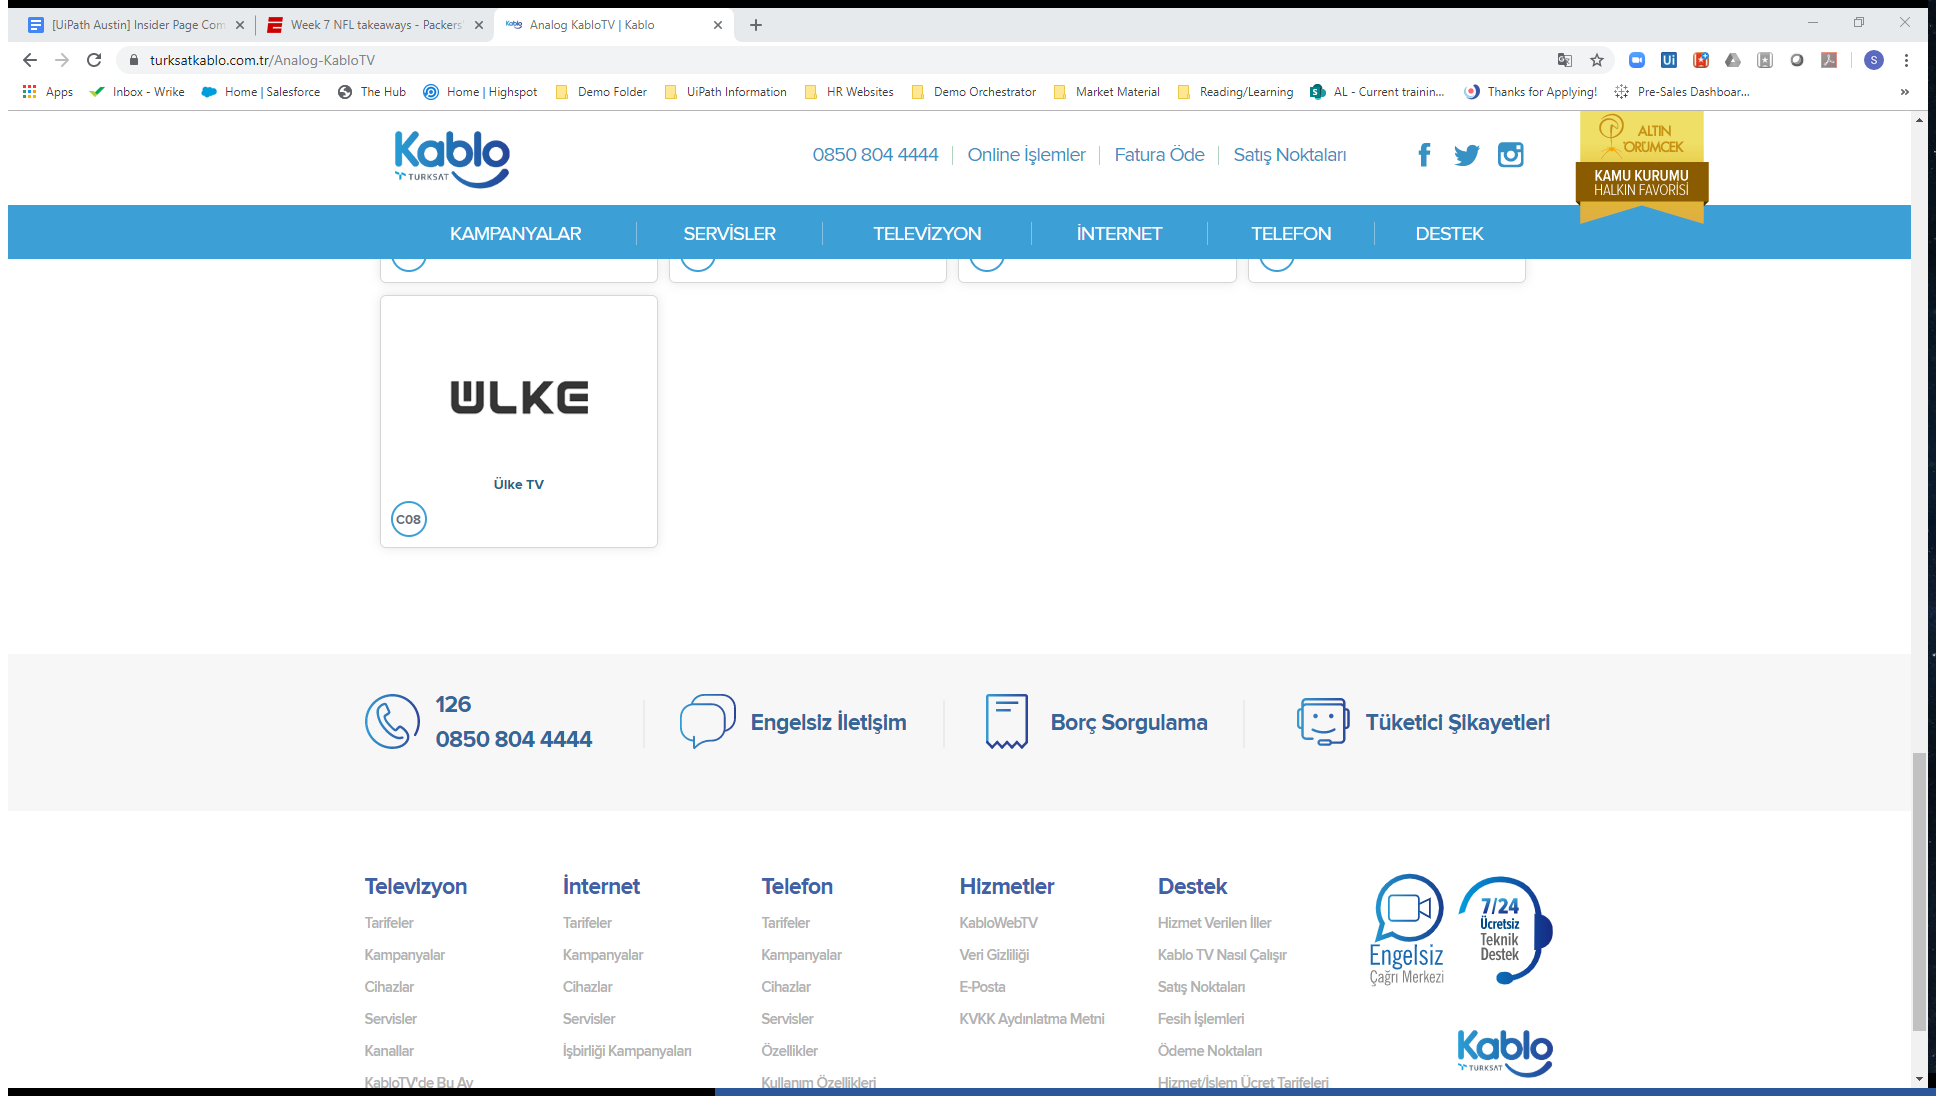 [UiPath Austin] Insider Page Com
Week 7 NFL takeaways - Packers'
Analog KabloTV | Kablo
turksatkablo.com.tr/Analog-KabloTV
S
Apps
Inbox - Wrike
Home | Salesforce
The Hub
Home | Highspot
Demo Folder
UiPath Information
HR Websites
Demo Orchestrator
Market Material
Reading/Learning
AL - Current trainin...
Thanks for Applying!
Pre-Sales Dashboar...
Kablo
TURKSAT
0850 804 4444
Online İşlemler
Fatura Öde
Satış Noktaları
ALTIN
ÖRÜMCEK
KAMU KURUMU
HALKIN FAVORİSİ
KAMPANYALAR
SERVİSLER
TELEVİZYON
İNTERNET
TELEFON
DESTEK
ULKE
Ülke TV
C08
126
0850 804 4444
Engelsiz İletişim
Borç Sorgulama
Tüketici Şikayetleri
Televizyon
Tarifeler
Kampanyalar
Cihazlar
Servisler
Kanallar
KabloTV'de Bu Ay
İnternet
Tarifeler
Kampanyalar
Cihazlar
Servisler
İşbirliği Kampanyaları
Telefon
Tarifeler
Kampanyalar
Cihazlar
Servisler
Özellikler
Kullanım Özellikleri
Hizmetler
KabloWebTV
Veri Gizliliği
E-Posta
KVKK Aydınlatma Metni
Destek
Hizmet Verilen İller
Kablo TV Nasıl Çalışır
Satış Noktaları
Fesih İşlemleri
Ödeme Noktaları
Hizmet/İşlem Ücret Tarifeleri
Engelsiz
Çağrı Merkezi
7/24
Ücretsiz
Teknik
Destek
Kablo
TURKSAT